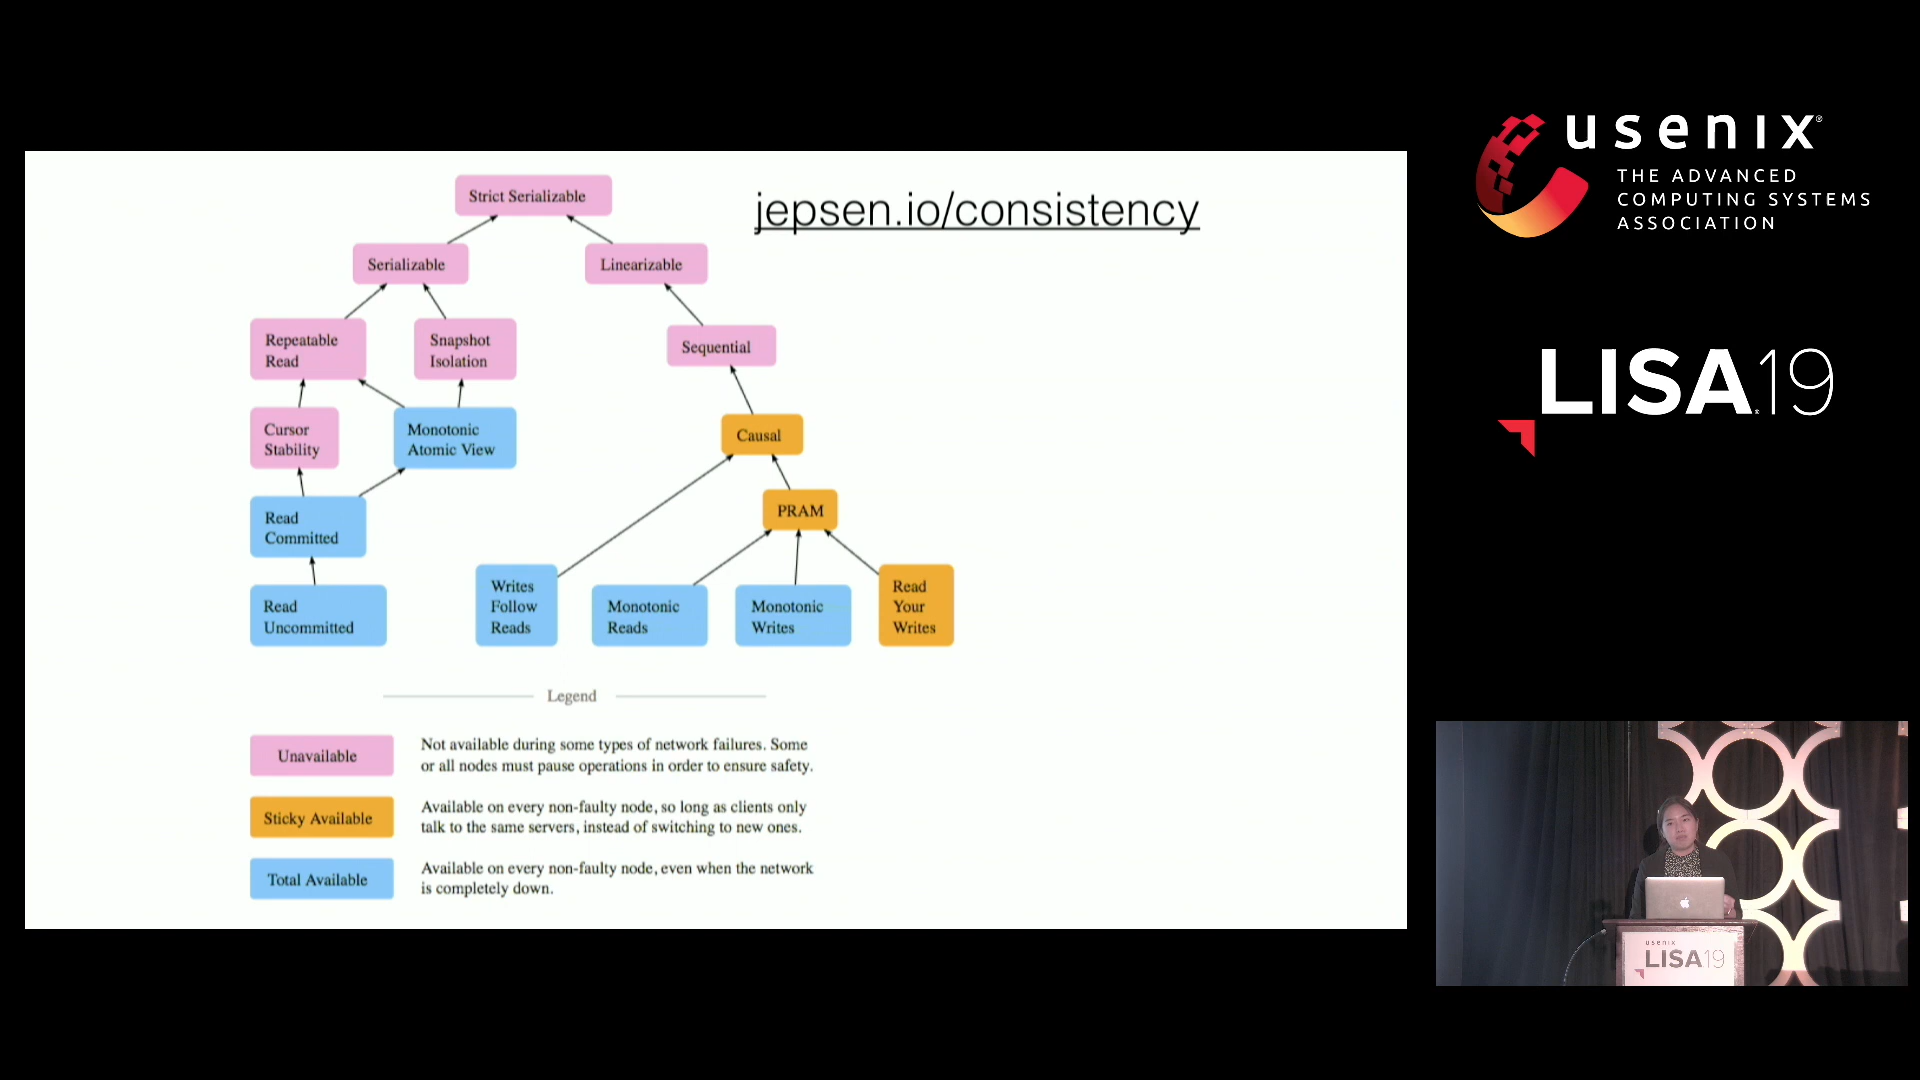 Strict Serializable
jepsen.io/consistency
Serializable
Linearizable
Repeatable
Read
Snapshot
Isolation
Sequential
Cursor
Stability
Monotonic
Atomic View
Causal
PRAM
Read
Committed
Read
Uncommitted
Writes
Follow
Reads
Monotonic
Reads
Monotonic
Writes
Read
Your
Writes
Legend
Unavailable
Not available during some types of network failures. Some
or all nodes must pause operations in order to ensure safety.
Sticky Available
Available on every non-faulty node, so long as clients only
talk to the same servers, instead of switching to new ones.
Total Available
Available on every non-faulty node, even when the network
is completely down.
usenix®
THE ADVANCED
COMPUTING SYSTEMS
ASSOCIATION
LISA19
usenix
LISA19